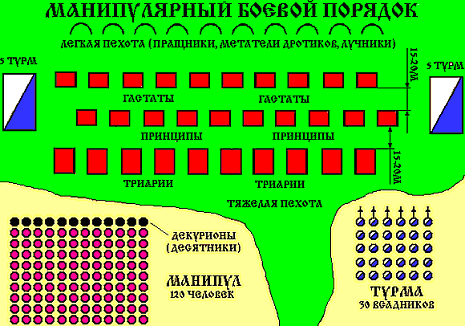 МАНИПУЛЯРНЫЙ БОЕВОЙ ПОРЯДОК
ЛЕГКАЯ ПЕХОТА (ПРАЩНИКИ, МЕТАТЕЛИ ДРОТИКОВ, ЛУЧНИКИ)
5 ТУРМ
15-20М
5 ТУРМ
ГАСТАТЫ ГАСТАТЫ
ПРИНЦИПЫ ПРИНЦИПЫ
15-20М
ТРИАРИИ ТРИАРИИ
ТЯЖЕЛАЯ ПЕХОТА
ДЕКУРИОНЫ
(ДЕСЯТНИКИ)
МАНИПУЛ
120 ЧЕЛОВЕК
ТУРМА
30 ВСАДНИКОВ